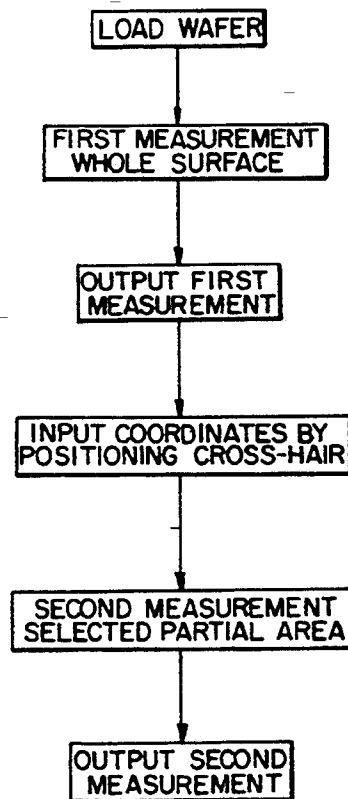 LOAD WAFER
FIRST MEASUREMENT
WHOLE SURFACE
OUTPUT FIRST
MEASUREMENT
INPUT COORDINATES BY
POSITIONING CROSS-HAIR
SECOND MEASUREMENT
SELECTED PARTIAL AREA
OUTPUT SECOND
MEASUREMENT